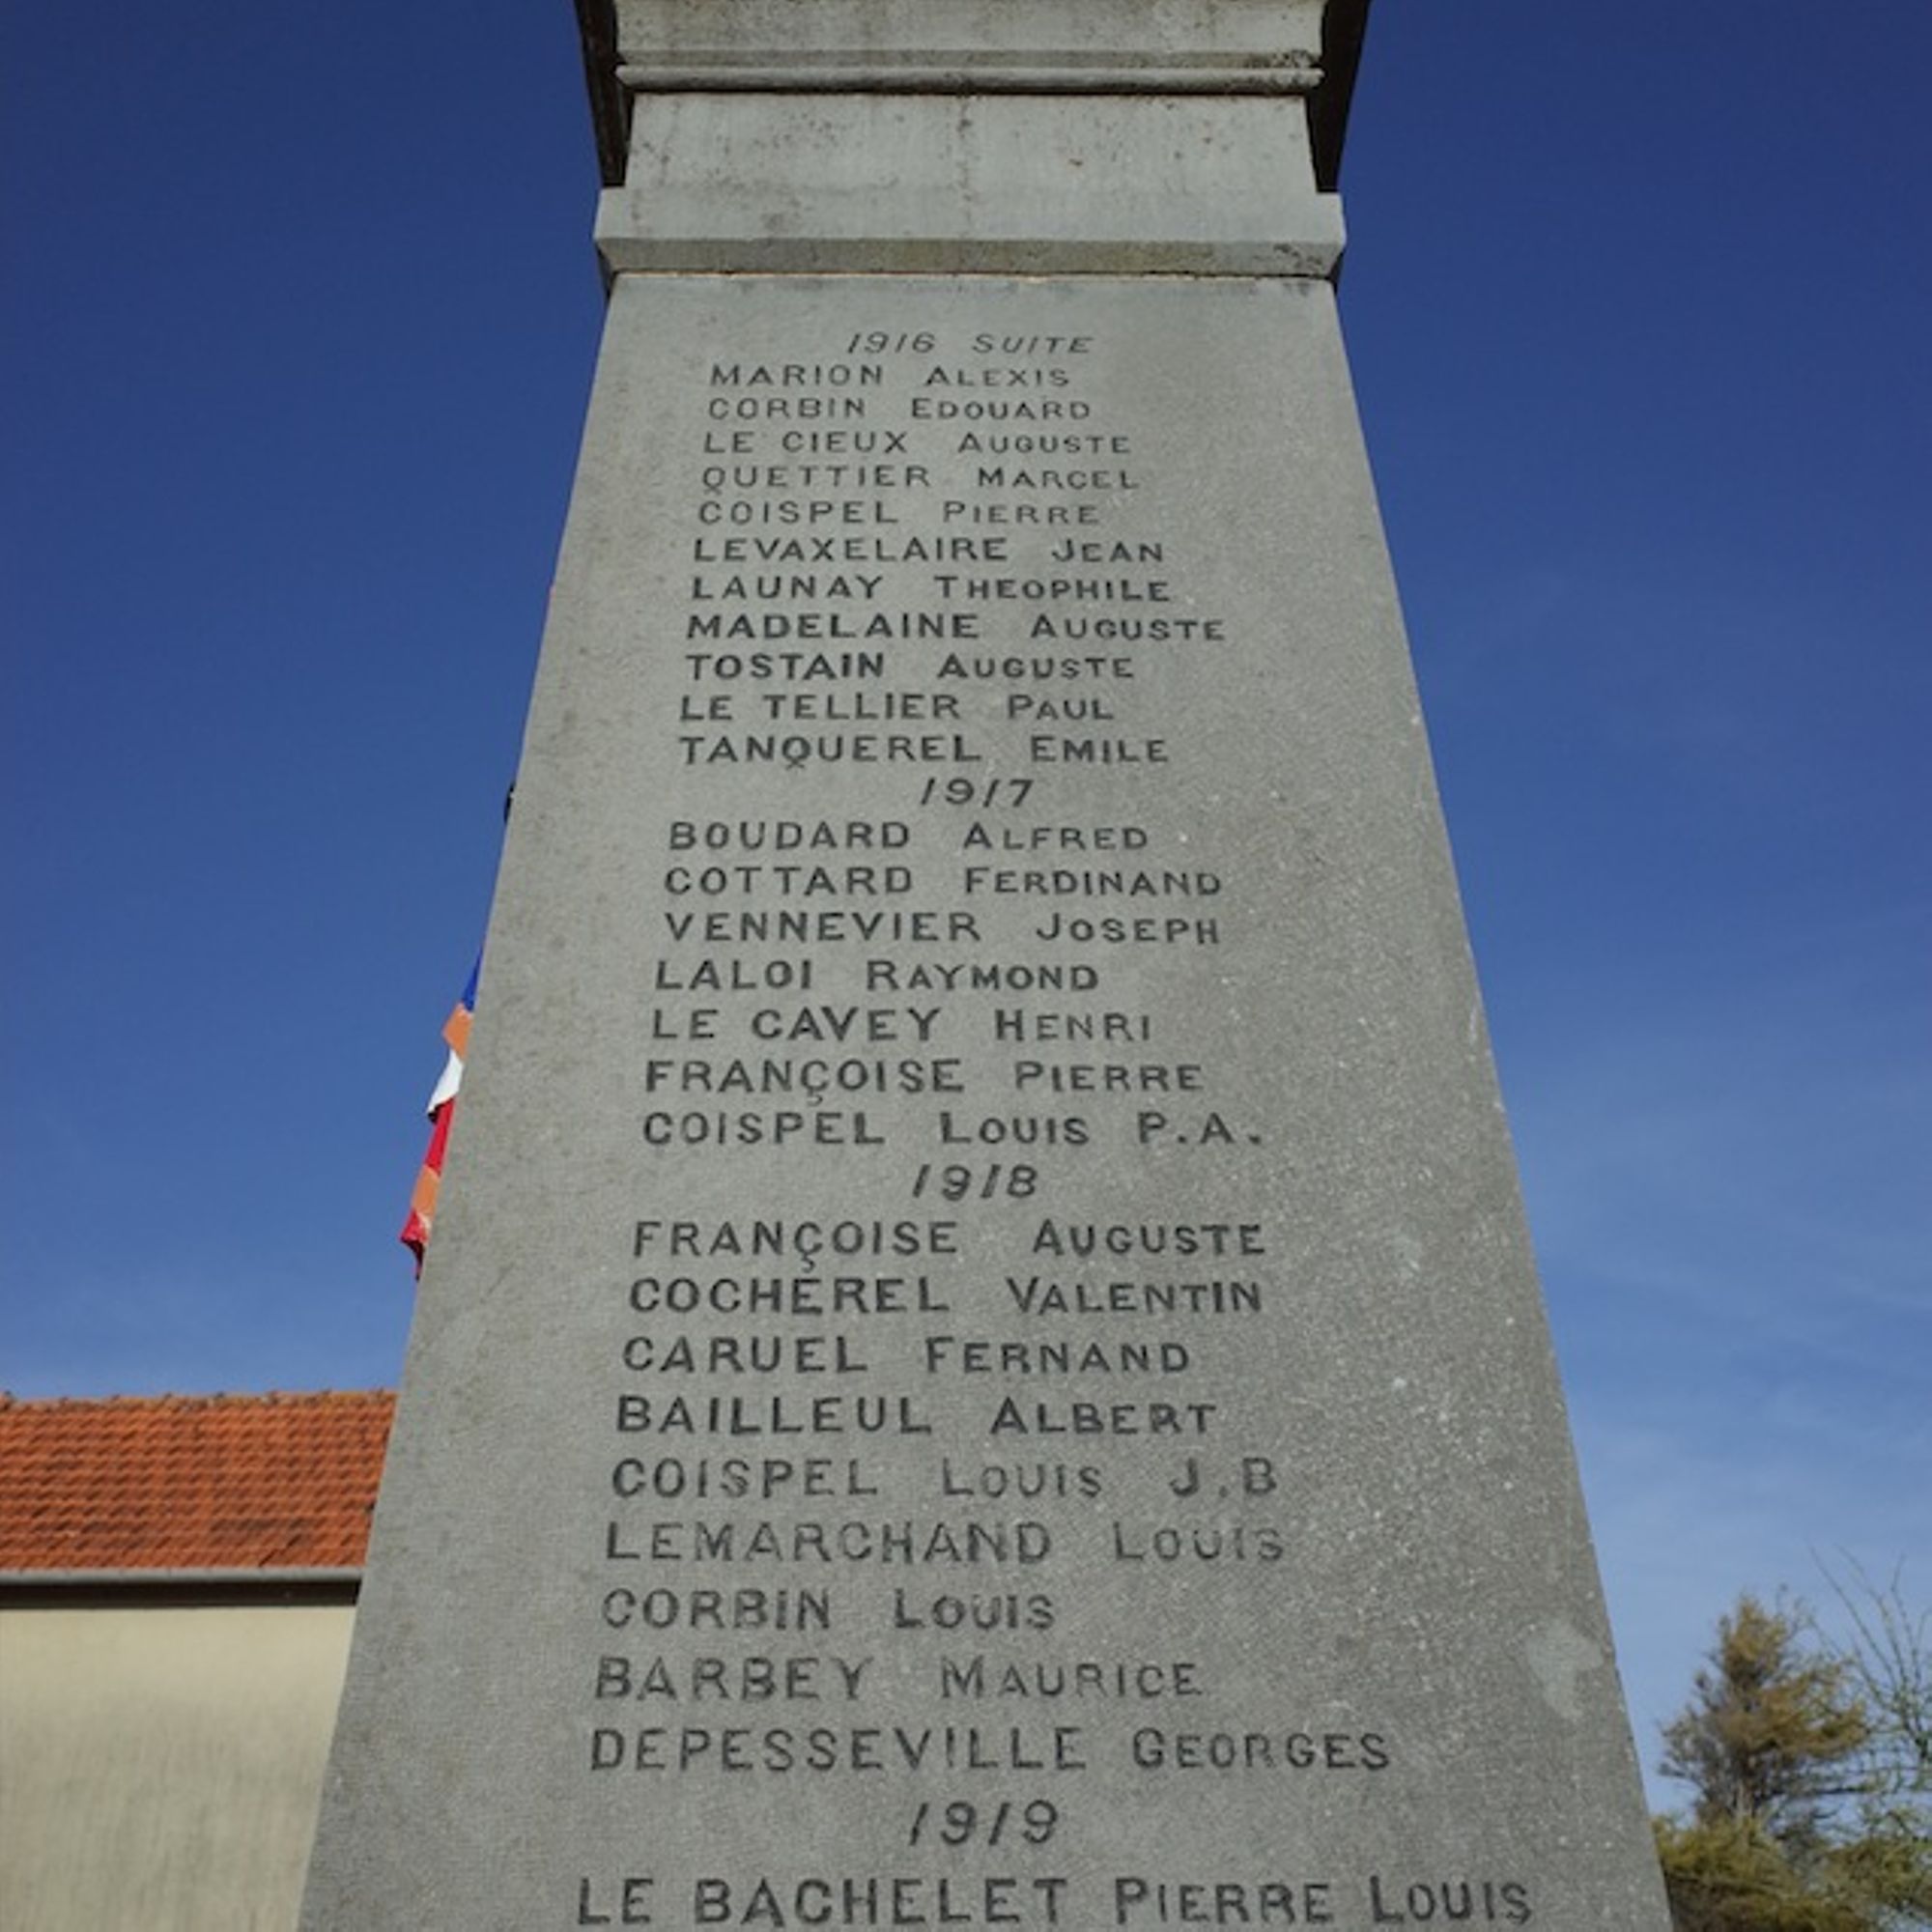 1916 SUITE
MARION ALEXIS
CORBIN EDOUARD
LE CIEUX AUGUSTE
QUETTIER MARCEL
COISPEL PIERRE
LEVAXELAIRE JEAN
LAUNAY THEOPHILE
MADELAINE AUGUSTE
TOSTAIN AUGUSTE
LE TELLIER PAUL
TANQUEREL EMILE
1917
BOUDARD ALFRED
COTTARD FERDINAND
VENNEVIER JOSEPH
LALOI RAYMOND
LE CAVEY HENRI
FRANÇOISE PIERRE
COISPEL LOUIS P.A.
1918
FRANÇOISE AUGUSTE
COCHEREL VALENTIN
CARUEL FERNAND
BAILLEUL ALBERT
COISPEL LOUIS J.B
LEMARCHAND LOUIS
CORBIN LOUIS
BARBEY MAURICE
DEPESSEVILLE GEORGES
1919
LE BACHELET PIERRE LOUIS